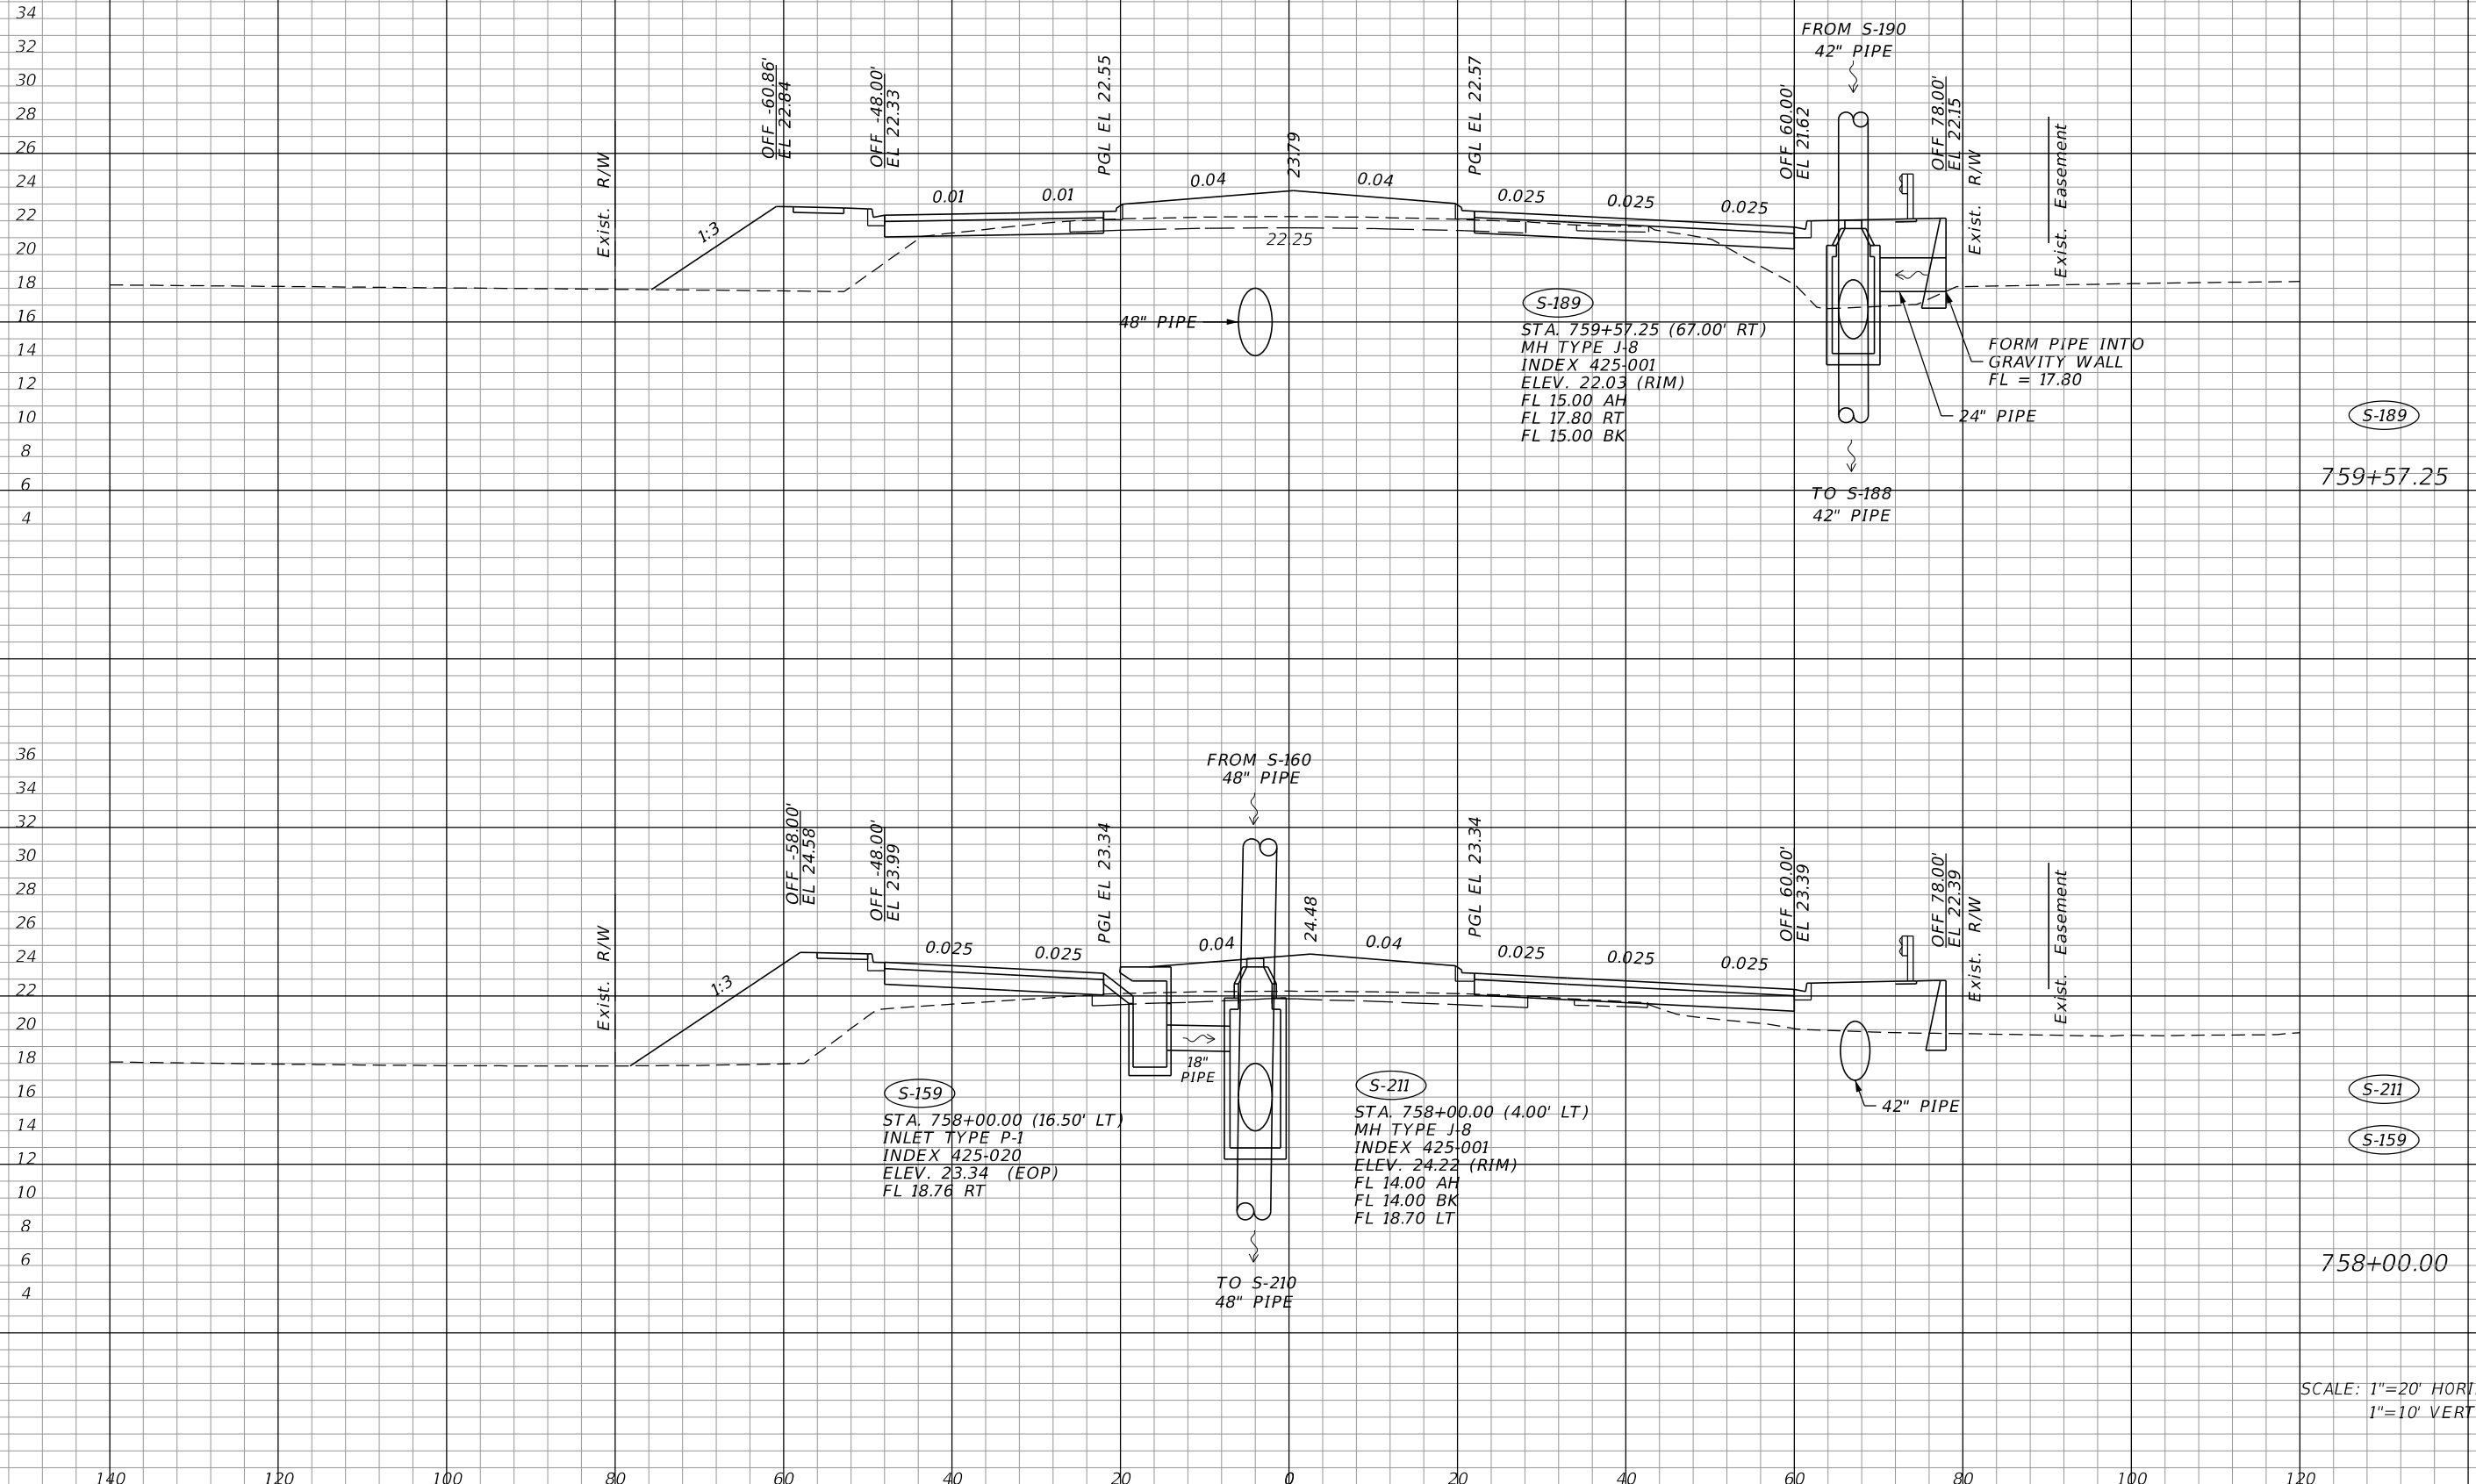 34
32
30
28
26
24
22
20
18
16
14
12
10
8
6
4
Exist. R/W
OFF -60.86'
EL 22.84
OFF -48.00'
EL 22.33
PGL EL 22.55
23.79
PGL EL 22.57
OFF 60.00'
EL 21.62
FROM S-190
42" PIPE
OFF 78.00'
EL 22.15
Exist. R/W
Exist. Easement
1:3
0.01
0.01
0.04
0.04
0.025
0.025
0.025
22.25
48" PIPE
S-189
STA. 759+57.25 (67.00' RT)
MH TYPE J-8
INDEX 425-001
ELEV. 22.03 (RIM)
FL 15.00 AH
FL 17.80 RT
FL 15.00 BK
FORM PIPE INTO
GRAVITY WALL
FL = 17.80
24" PIPE
TO S-188
42" PIPE
S-189
759+57.25
36
34
32
30
28
26
24
22
20
18
16
14
12
10
8
6
4
Exist. R/W
OFF -58.00'
EL 24.58
OFF -48.00'
EL 23.99
PGL EL 23.34
FROM S-160
48" PIPE
24.48
PGL EL 23.34
OFF 60.00'
EL 23.39
OFF 78.00'
EL 22.39
Exist. R/W
Exist. Easement
1:3
0.025
0.025
0.04
0.04
0.025
0.025
0.025
18"
PIPE
S-159
STA. 758+00.00 (16.50' LT)
INLET TYPE P-1
INDEX 425-020
ELEV. 23.34 (EOP)
FL 18.76 RT
S-211
STA. 758+00.00 (4.00' LT)
MH TYPE J-8
INDEX 425-001
ELEV. 24.22 (RIM)
FL 14.00 AH
FL 14.00 BK
FL 18.70 LT
42" PIPE
TO S-210
48" PIPE
S-211
S-159
758+00.00
SCALE: 1"=20' HORI
1"=10' VERT
140 120 100 80 60 40 20 0 20 40 60 80 100 120